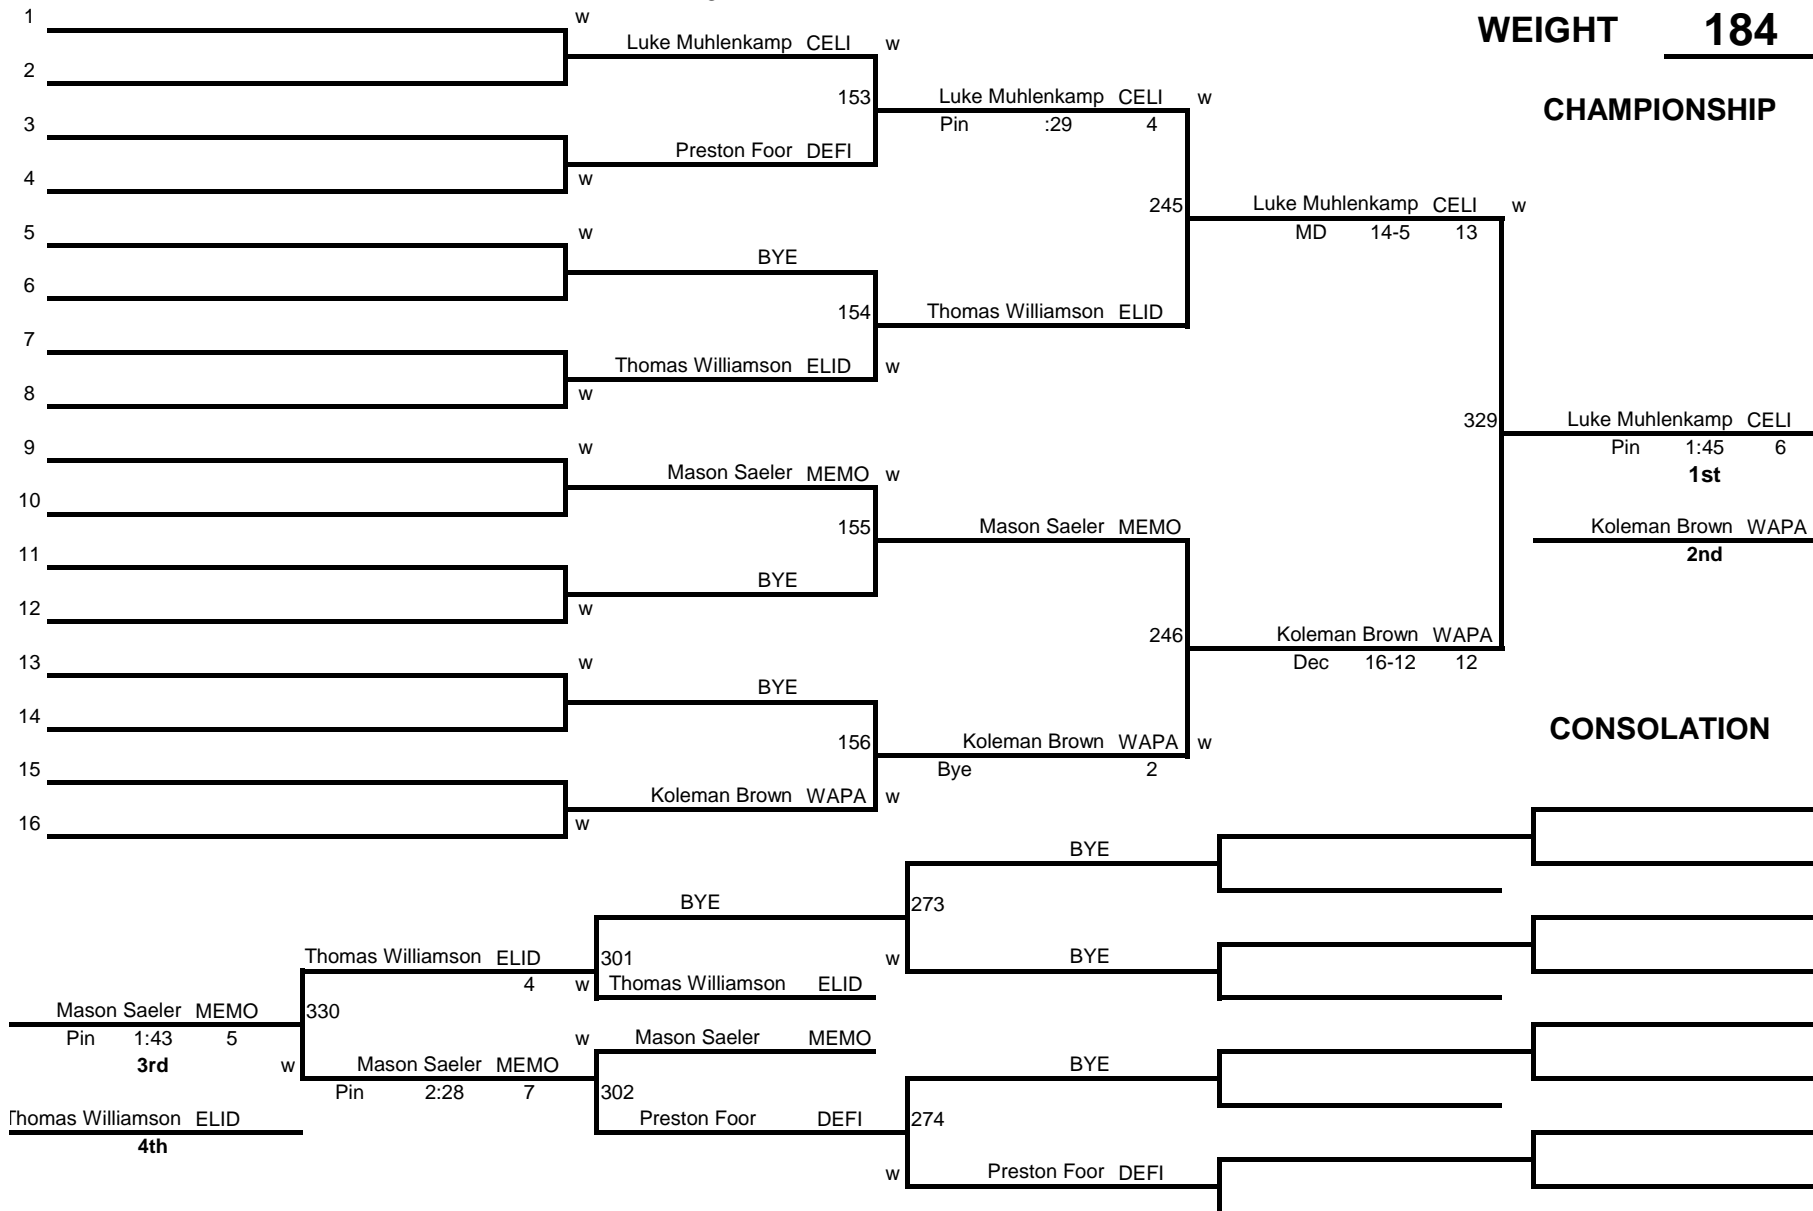 1 w WEIGHT 184
Luke Muhlenkamp CELI w
2
153 Luke Muhlenkamp CELI w
Pin :29 4 CHAMPIONSHIP
3
Preston Foor DEFI
4 w
245 Luke Muhlenkamp CELI w
MD 14-5 13
5 w
BYE
6
154 Thomas Williamson ELID
7
Thomas Williamson ELID w
8 w
329 Luke Muhlenkamp CELI
Pin 1:45 6
1st
9 w
Mason Saeler MEMO w
10
155 Mason Saeler MEMO
Koleman Brown WAPA
2nd
11
BYE
12 w
246 Koleman Brown WAPA
Dec 16-12 12
13 w
BYE
14
CONSOLATION
156 Koleman Brown WAPA w
Bye 2
15
Koleman Brown WAPA w
16 w
BYE
BYE 273
Thomas Williamson ELID 301 w BYE
4 w Thomas Williamson ELID
Mason Saeler MEMO 330
Pin 1:43 5 w Mason Saeler MEMO
3rd w Mason Saeler MEMO BYE
Pin 2:28 7 302
Thomas Williamson ELID Preston Foor DEFI 274
4th
w Preston Foor DEFI